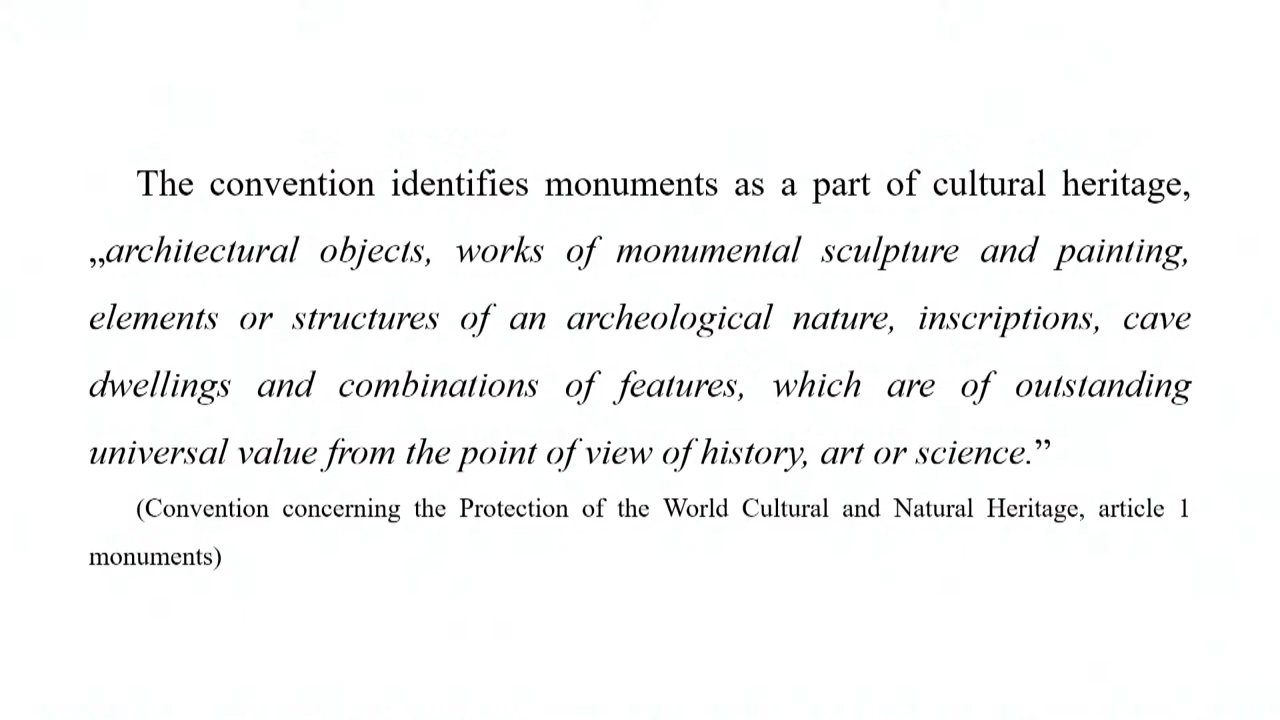 The convention identifies monuments as a part of cultural heritage,
„architectural objects, works of monumental sculpture and painting,
elements or structures of an archeological nature, inscriptions, cave
dwellings and combinations of features, which are of outstanding
universal value from the point of view of history, art or science.”
(Convention concerning the Protection of the World Cultural and Natural Heritage, article 1
monuments)